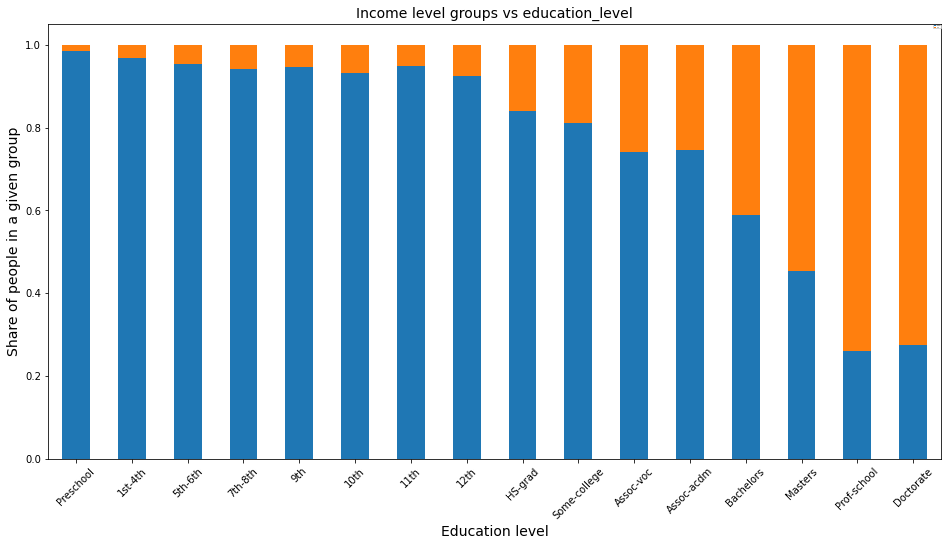 Income level groups vs education_level
Share of people in a given group
1.0
0.8
0.6
0.4
0.2
0.0
Preschool
1st-4th
5th-6th
7th-8th
9th
10th
11th
12th
HS-grad
Some-college
Assoc-voc
Assoc-acdm
Bachelors
Masters
Prof-school
Doctorate
Education level